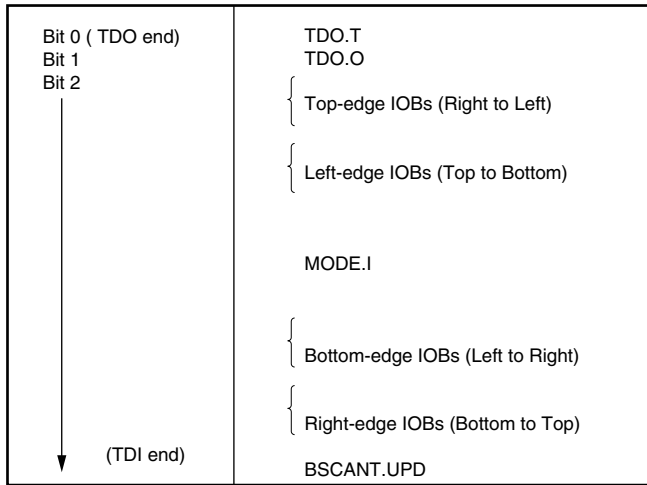 Bit 0 ( TDO end) TDO.T
Bit 1 TDO.O
Bit 2
Top-edge IOBs (Right to Left)
Left-edge IOBs (Top to Bottom)
MODE.I
Bottom-edge IOBs (Left to Right)
Right-edge IOBs (Bottom to Top)
(TDI end)
BSCANT.UPD